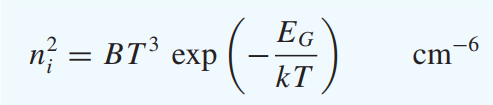 n_i^2 = BT^3 exp(−E_G/kT) cm^−6